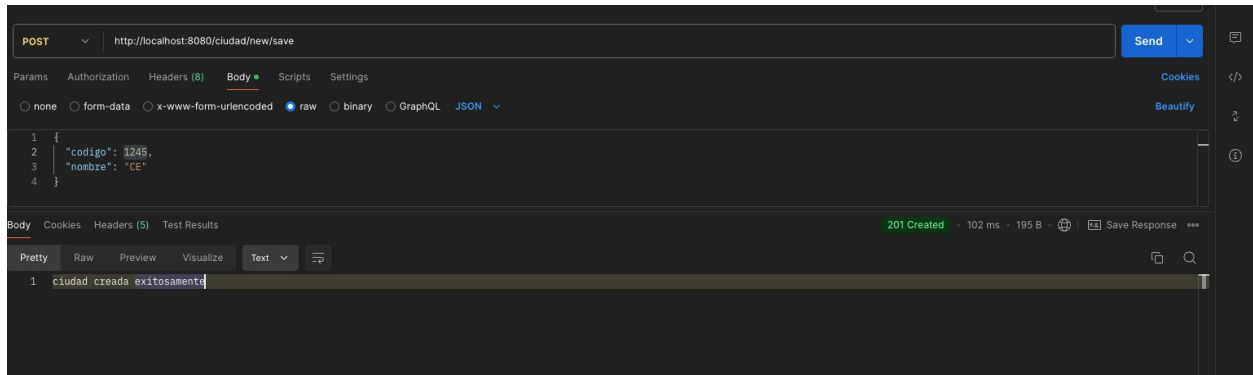 POST http://localhost:8080/ciudad/new/save Send
Params Authorization Headers (8) Body Scripts Settings Cookies
none form-data x-www-form-urlencoded raw binary GraphQL JSON Beautify
1 {
2 "codigo": 1245,
3 "nombre": "CE"
4 }
Body Cookies Headers (5) Test Results 201 Created 102 ms 195 B Save Response
Pretty Raw Preview Visualize Text
1 ciudad creada exitosamente